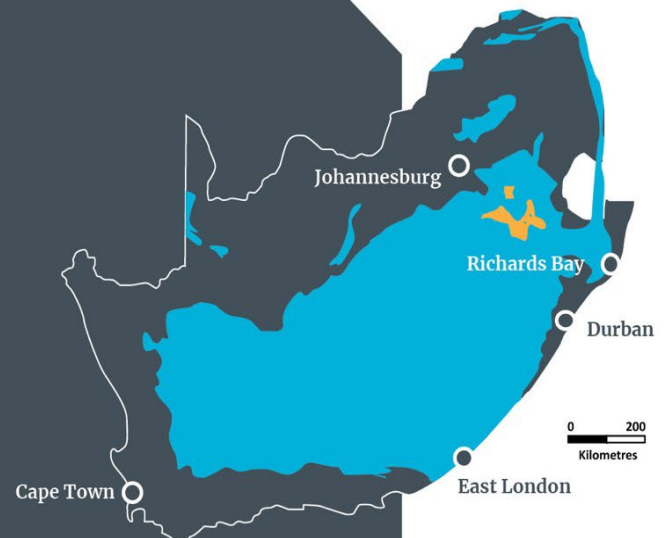 Johannesburg
Richards Bay
Durban
0 200
Kilometres
East London
Cape Town